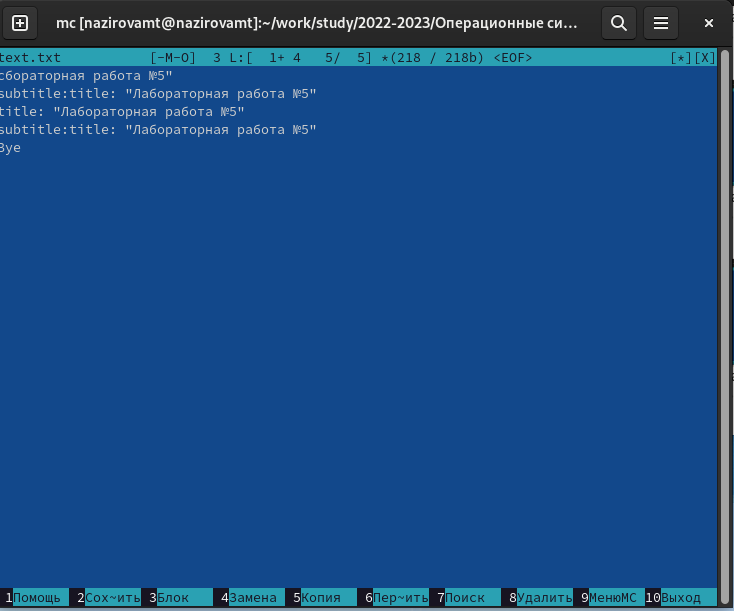 mc [nazirovamt@nazirovamt]:~/work/study/2022-2023/Операционные си…
text.txt [-M-O] 3 L:[ 1+ 4 5/ 5] *(218 / 218b) <EOF> [*][X]
сбораторная работа №5"
subtitle:title: "Лабораторная работа №5"
title: "Лабораторная работа №5"
subtitle:title: "Лабораторная работа №5"
Bye
1Помощь 2Сох~ить 3Блок 4Замена 5Копия 6Пер~ить 7Поиск 8Удалить 9МенюMC 10Выход